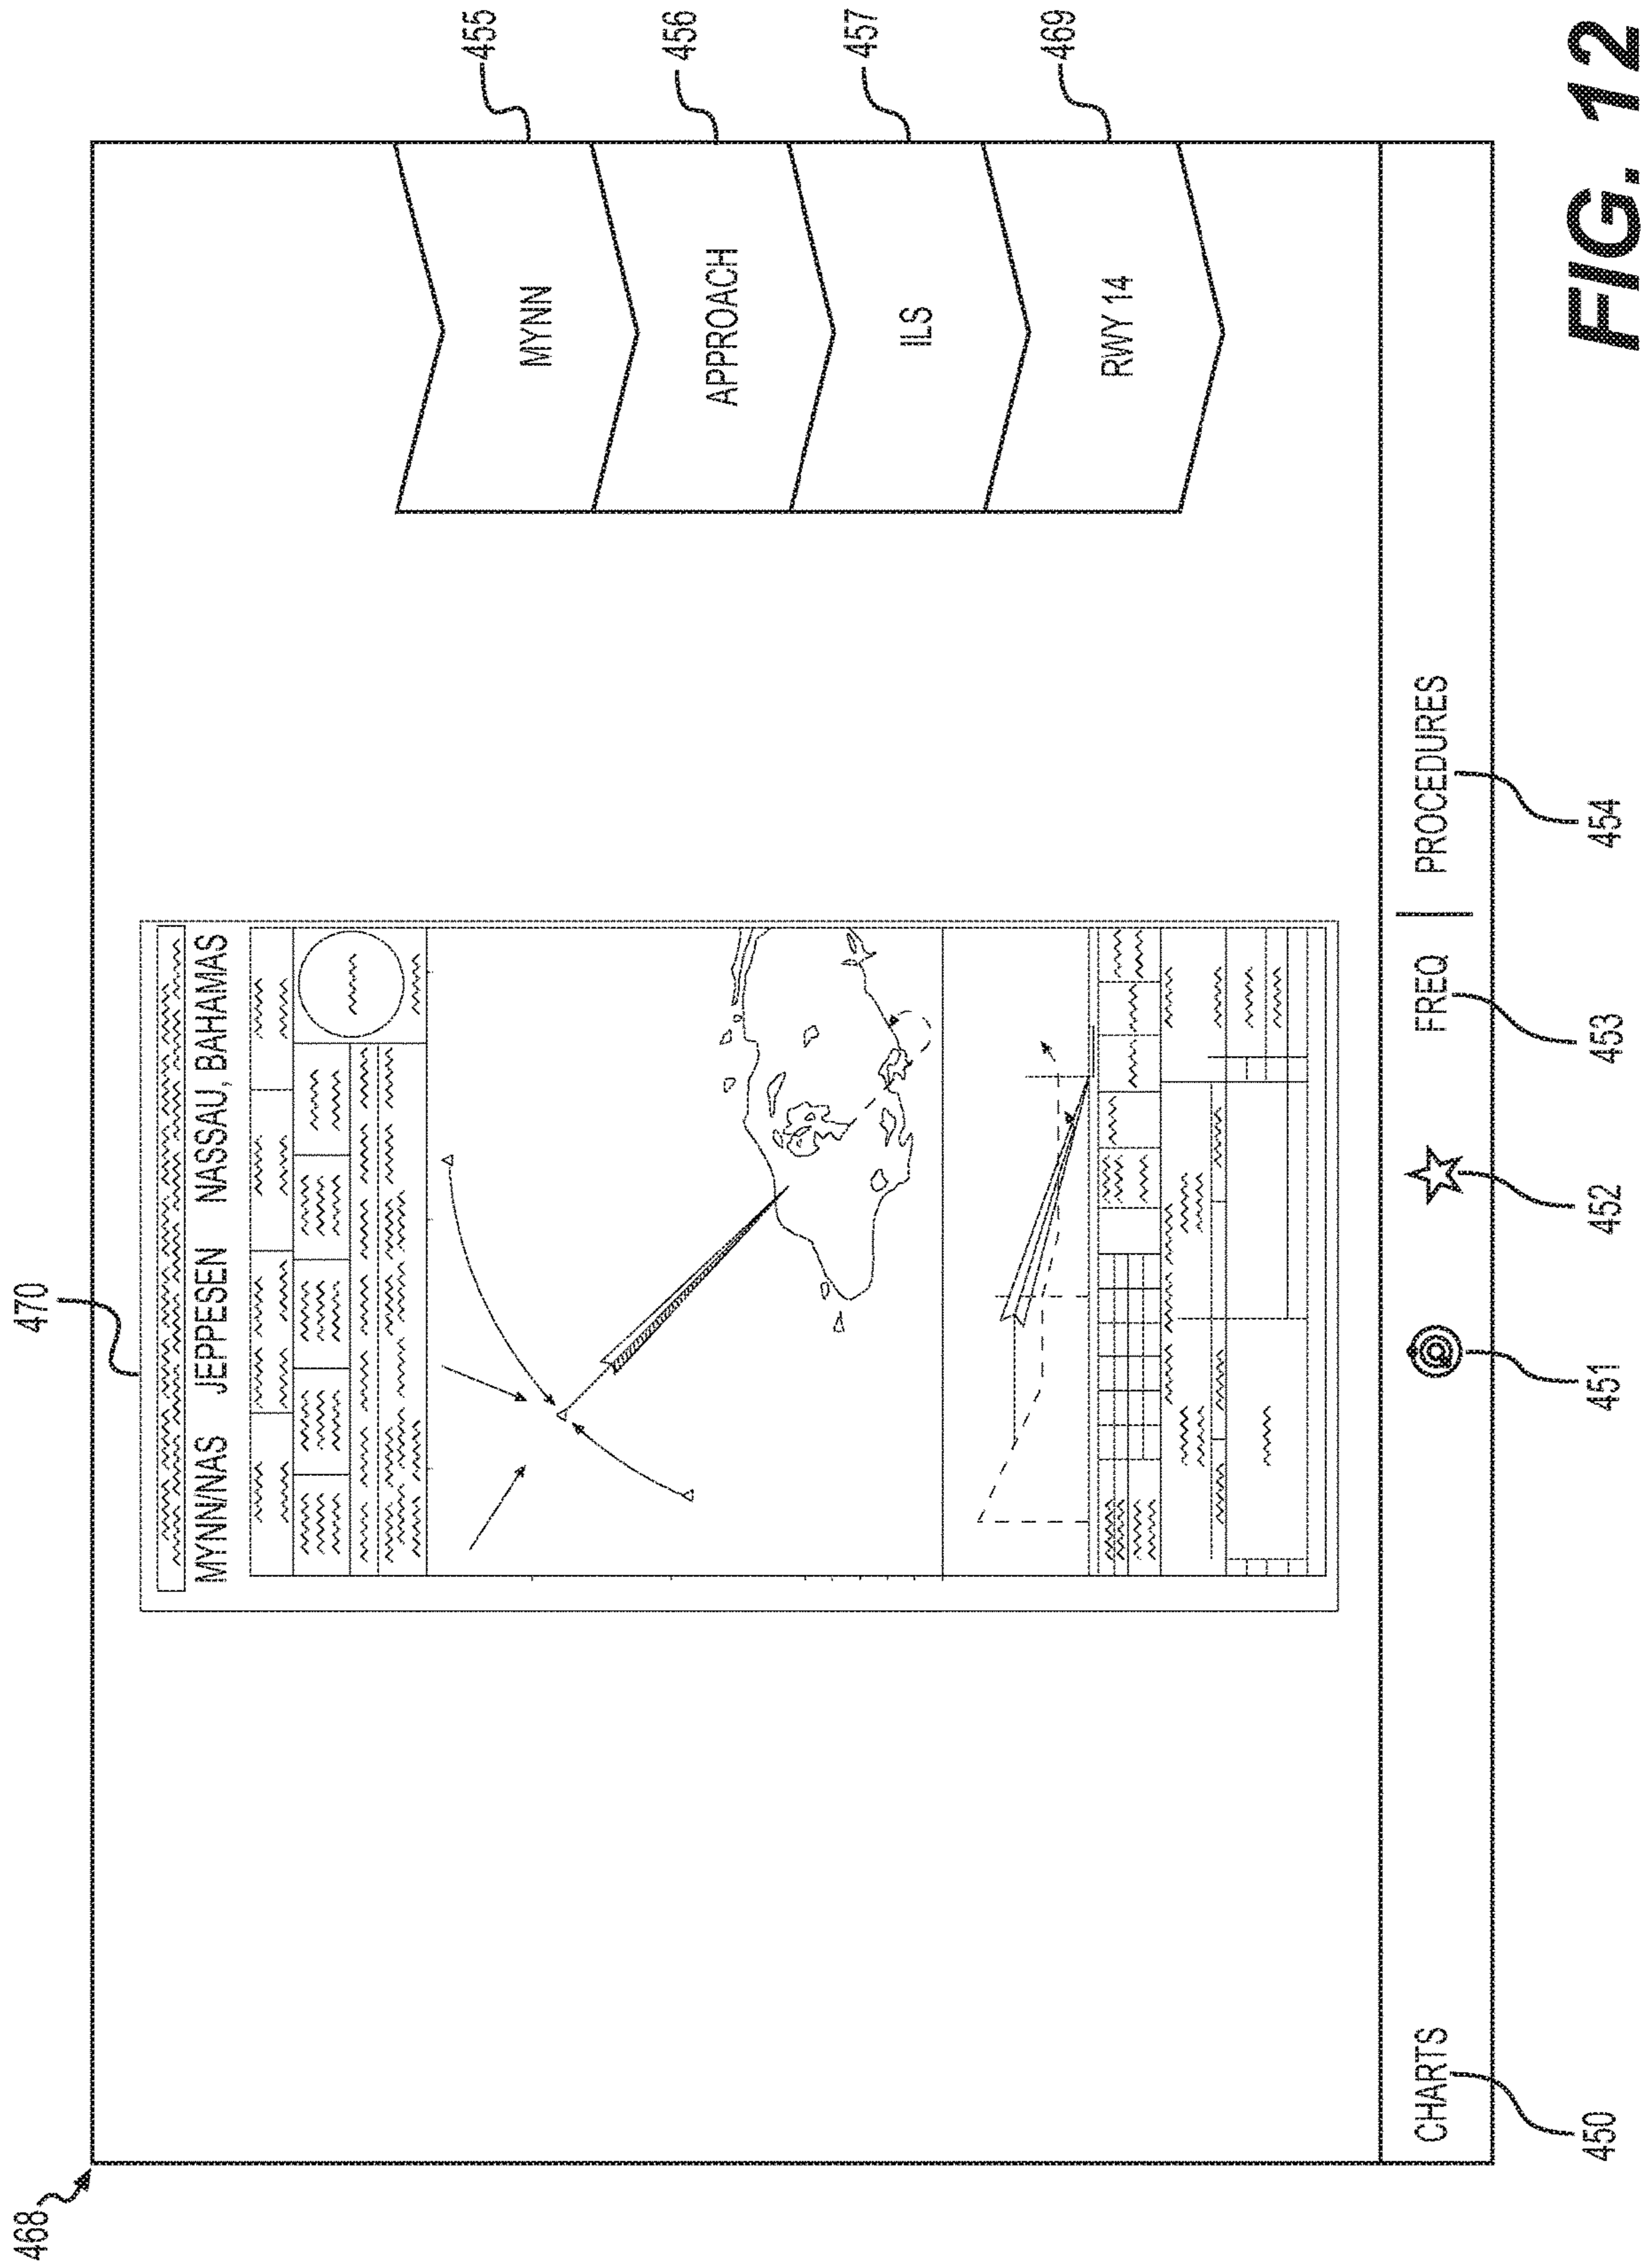 468
470
MYNN/NAS JEPPESEN NASSAU, BAHAMAS
MYNN
455
APPROACH
456
ILS
457
RWY 14
469
CHARTS
FREQ | PROCEDURES
450
451
452
453
454
FIG. 12